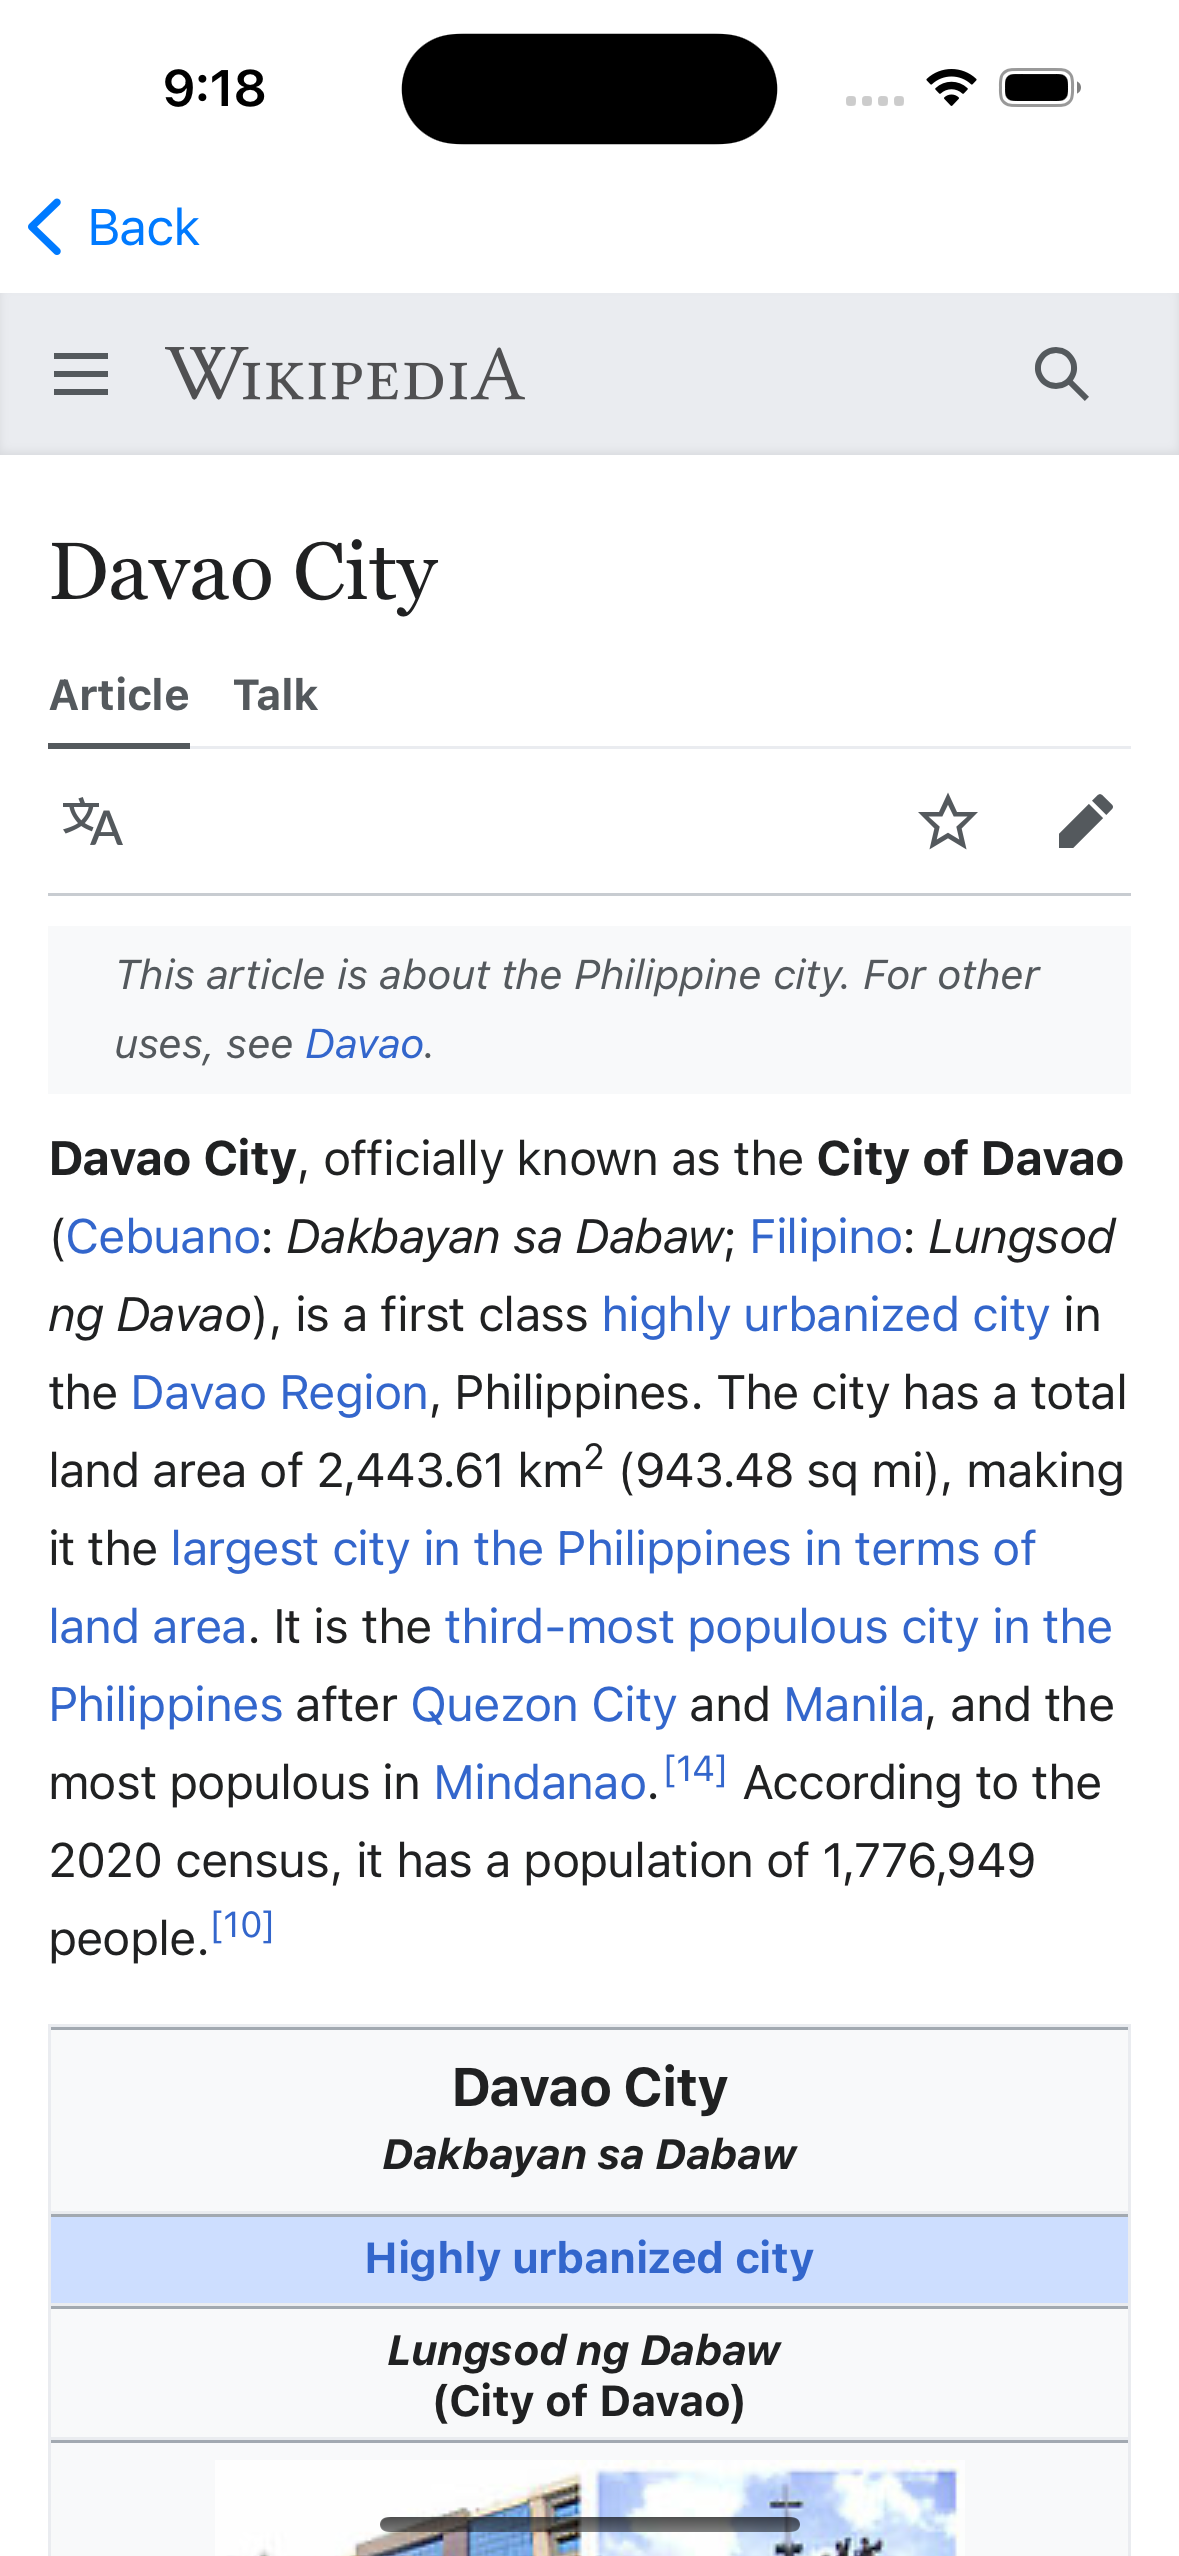 9:18
Back
WIKIPEDIA
Davao City
Article Talk
文A
This article is about the Philippine city. For other
uses, see Davao.
Davao City, officially known as the City of Davao
(Cebuano: Dakbayan sa Dabaw; Filipino: Lungsod
ng Davao), is a first class highly urbanized city in
the Davao Region, Philippines. The city has a total
land area of 2,443.61 km² (943.48 sq mi), making
it the largest city in the Philippines in terms of
land area. It is the third-most populous city in the
Philippines after Quezon City and Manila, and the
most populous in Mindanao.[14] According to the
2020 census, it has a population of 1,776,949
people.[10]
Davao City
Dakbayan sa Dabaw
Highly urbanized city
Lungsod ng Dabaw
(City of Davao)